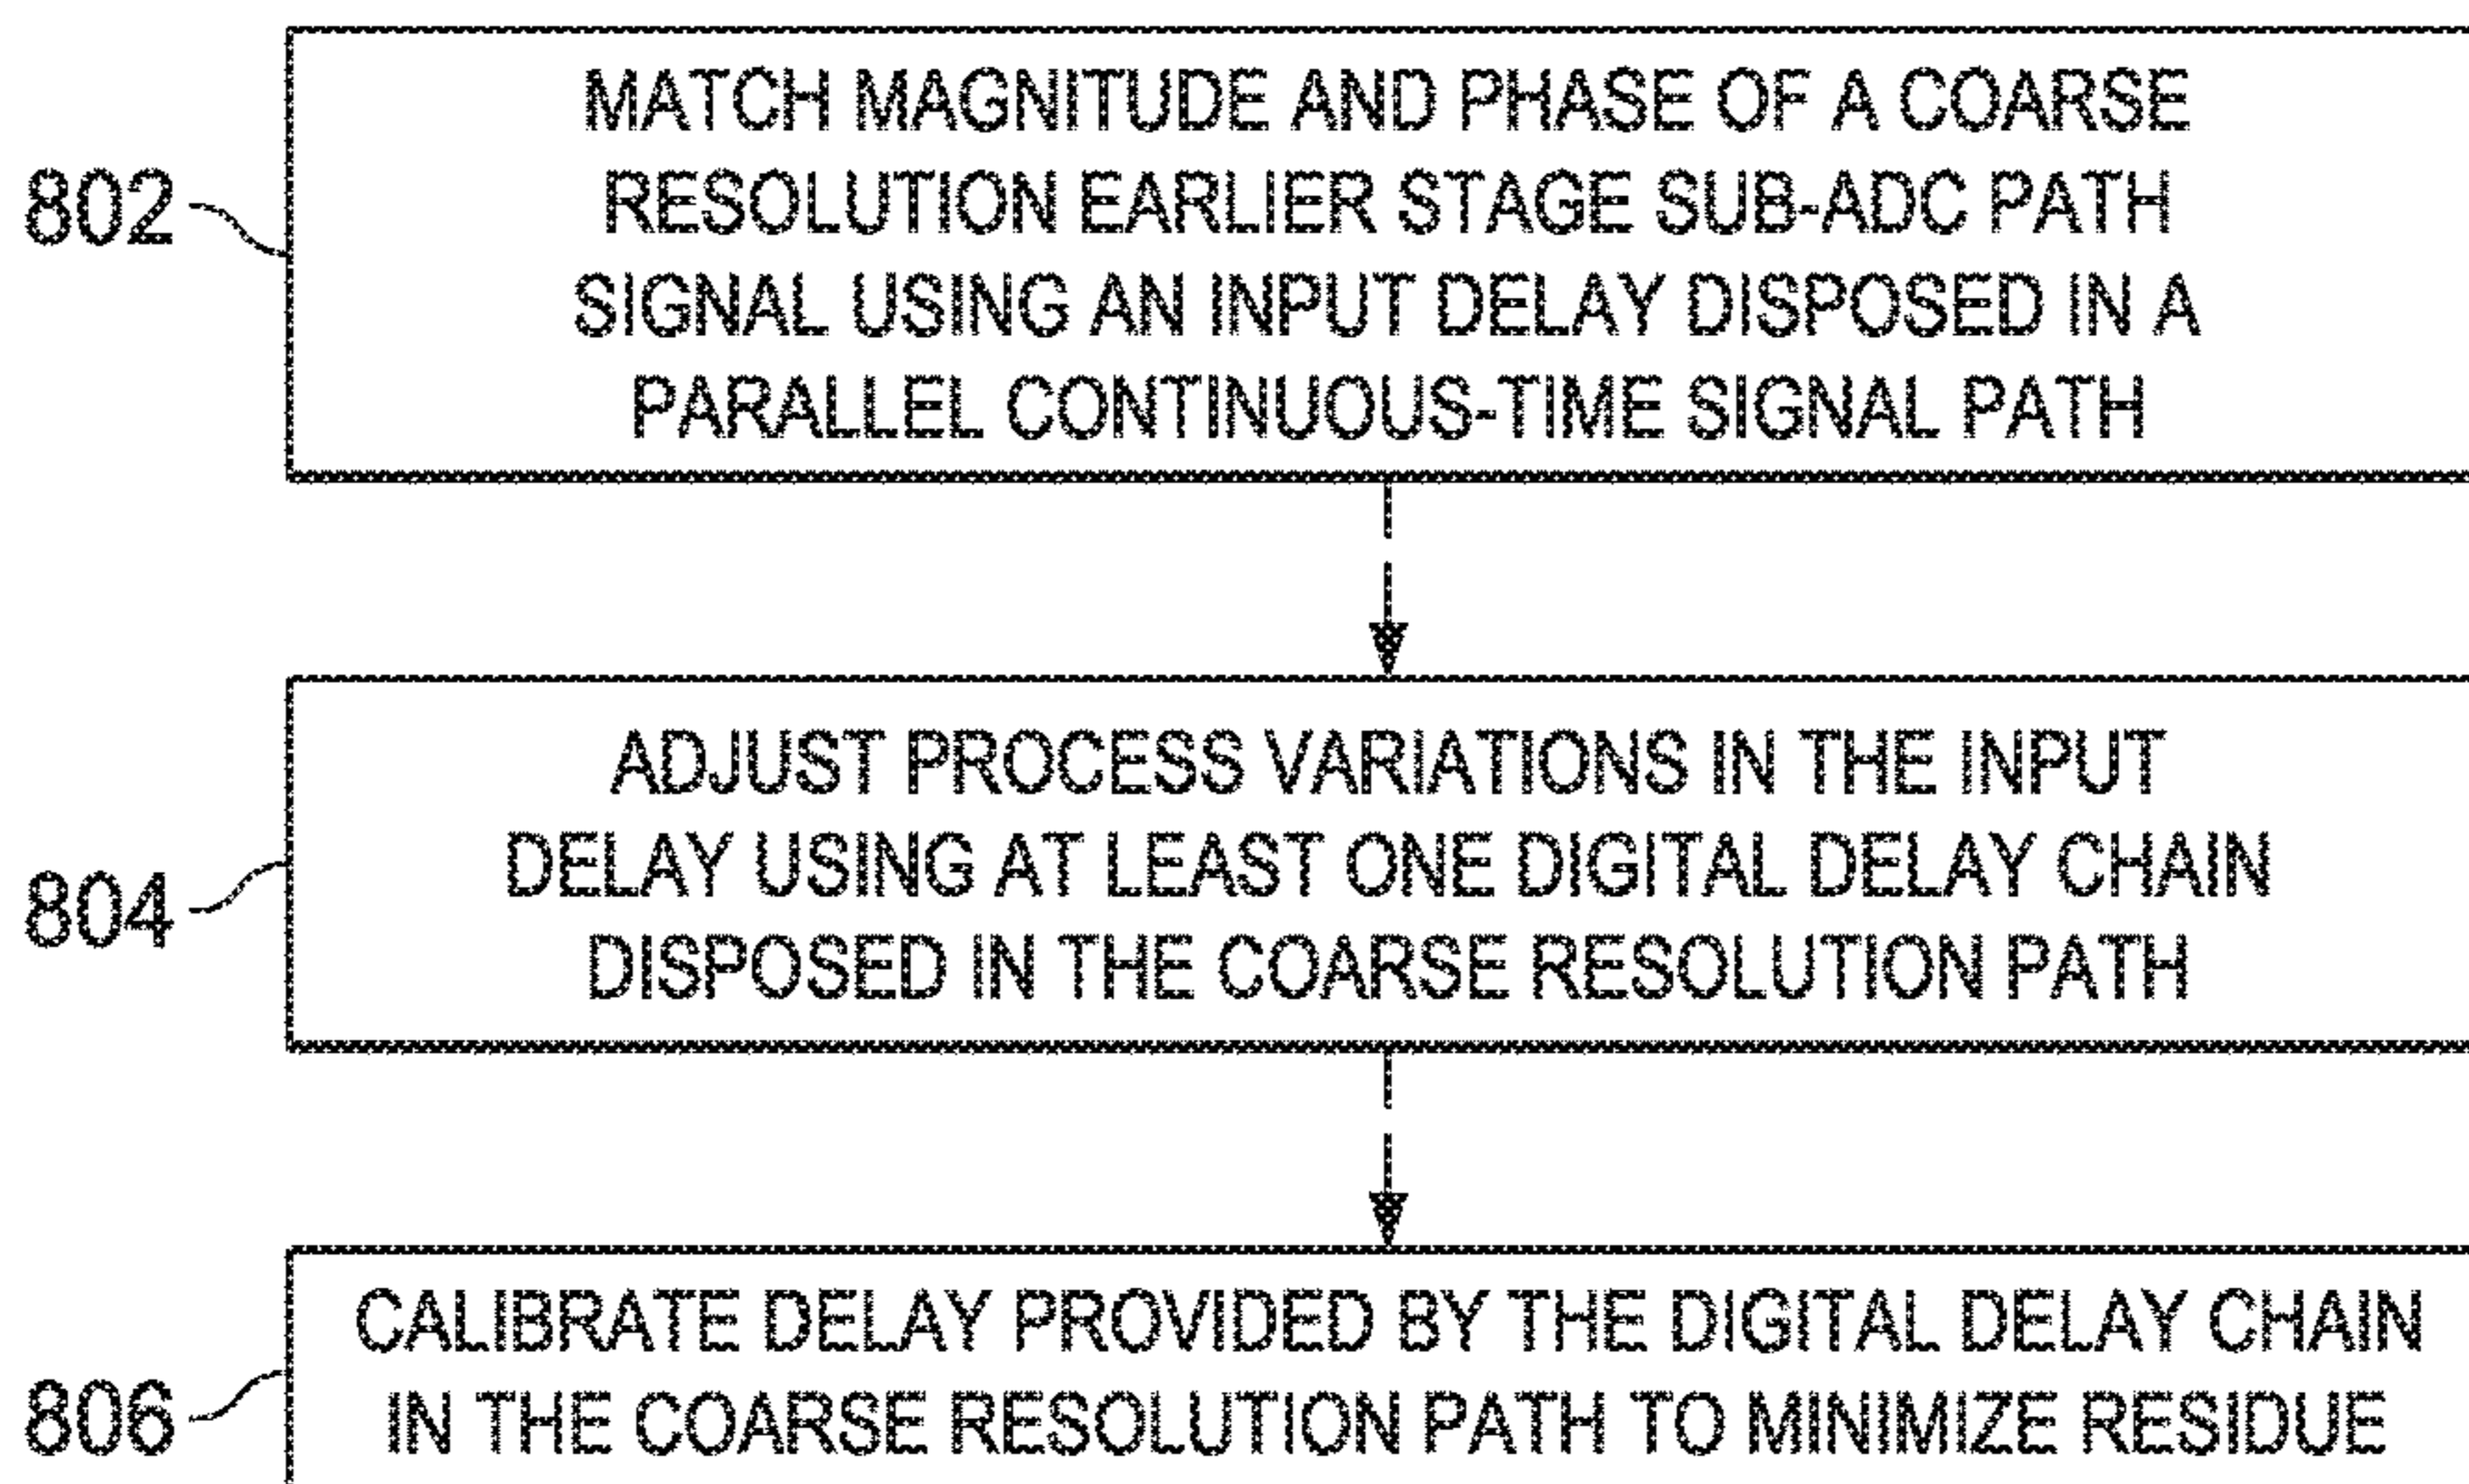 MATCH MAGNITUDE AND PHASE OF A COARSE
802
RESOLUTION EARLIER STAGE SUB-ADC PATH
SIGNAL USING AN INPUT DELAY DISPOSED IN A
PARALLEL CONTINUOUS-TIME SIGNAL PATH
ADJUST PROCESS VARIATIONS IN THE INPUT
804
DELAY USING AT LEAST ONE DIGITAL DELAY CHAIN
DISPOSED IN THE COARSE RESOLUTION PATH
CALIBRATE DELAY PROVIDED BY THE DIGITAL DELAY CHAIN
806
IN THE COARSE RESOLUTION PATH TO MINIMIZE RESIDUE